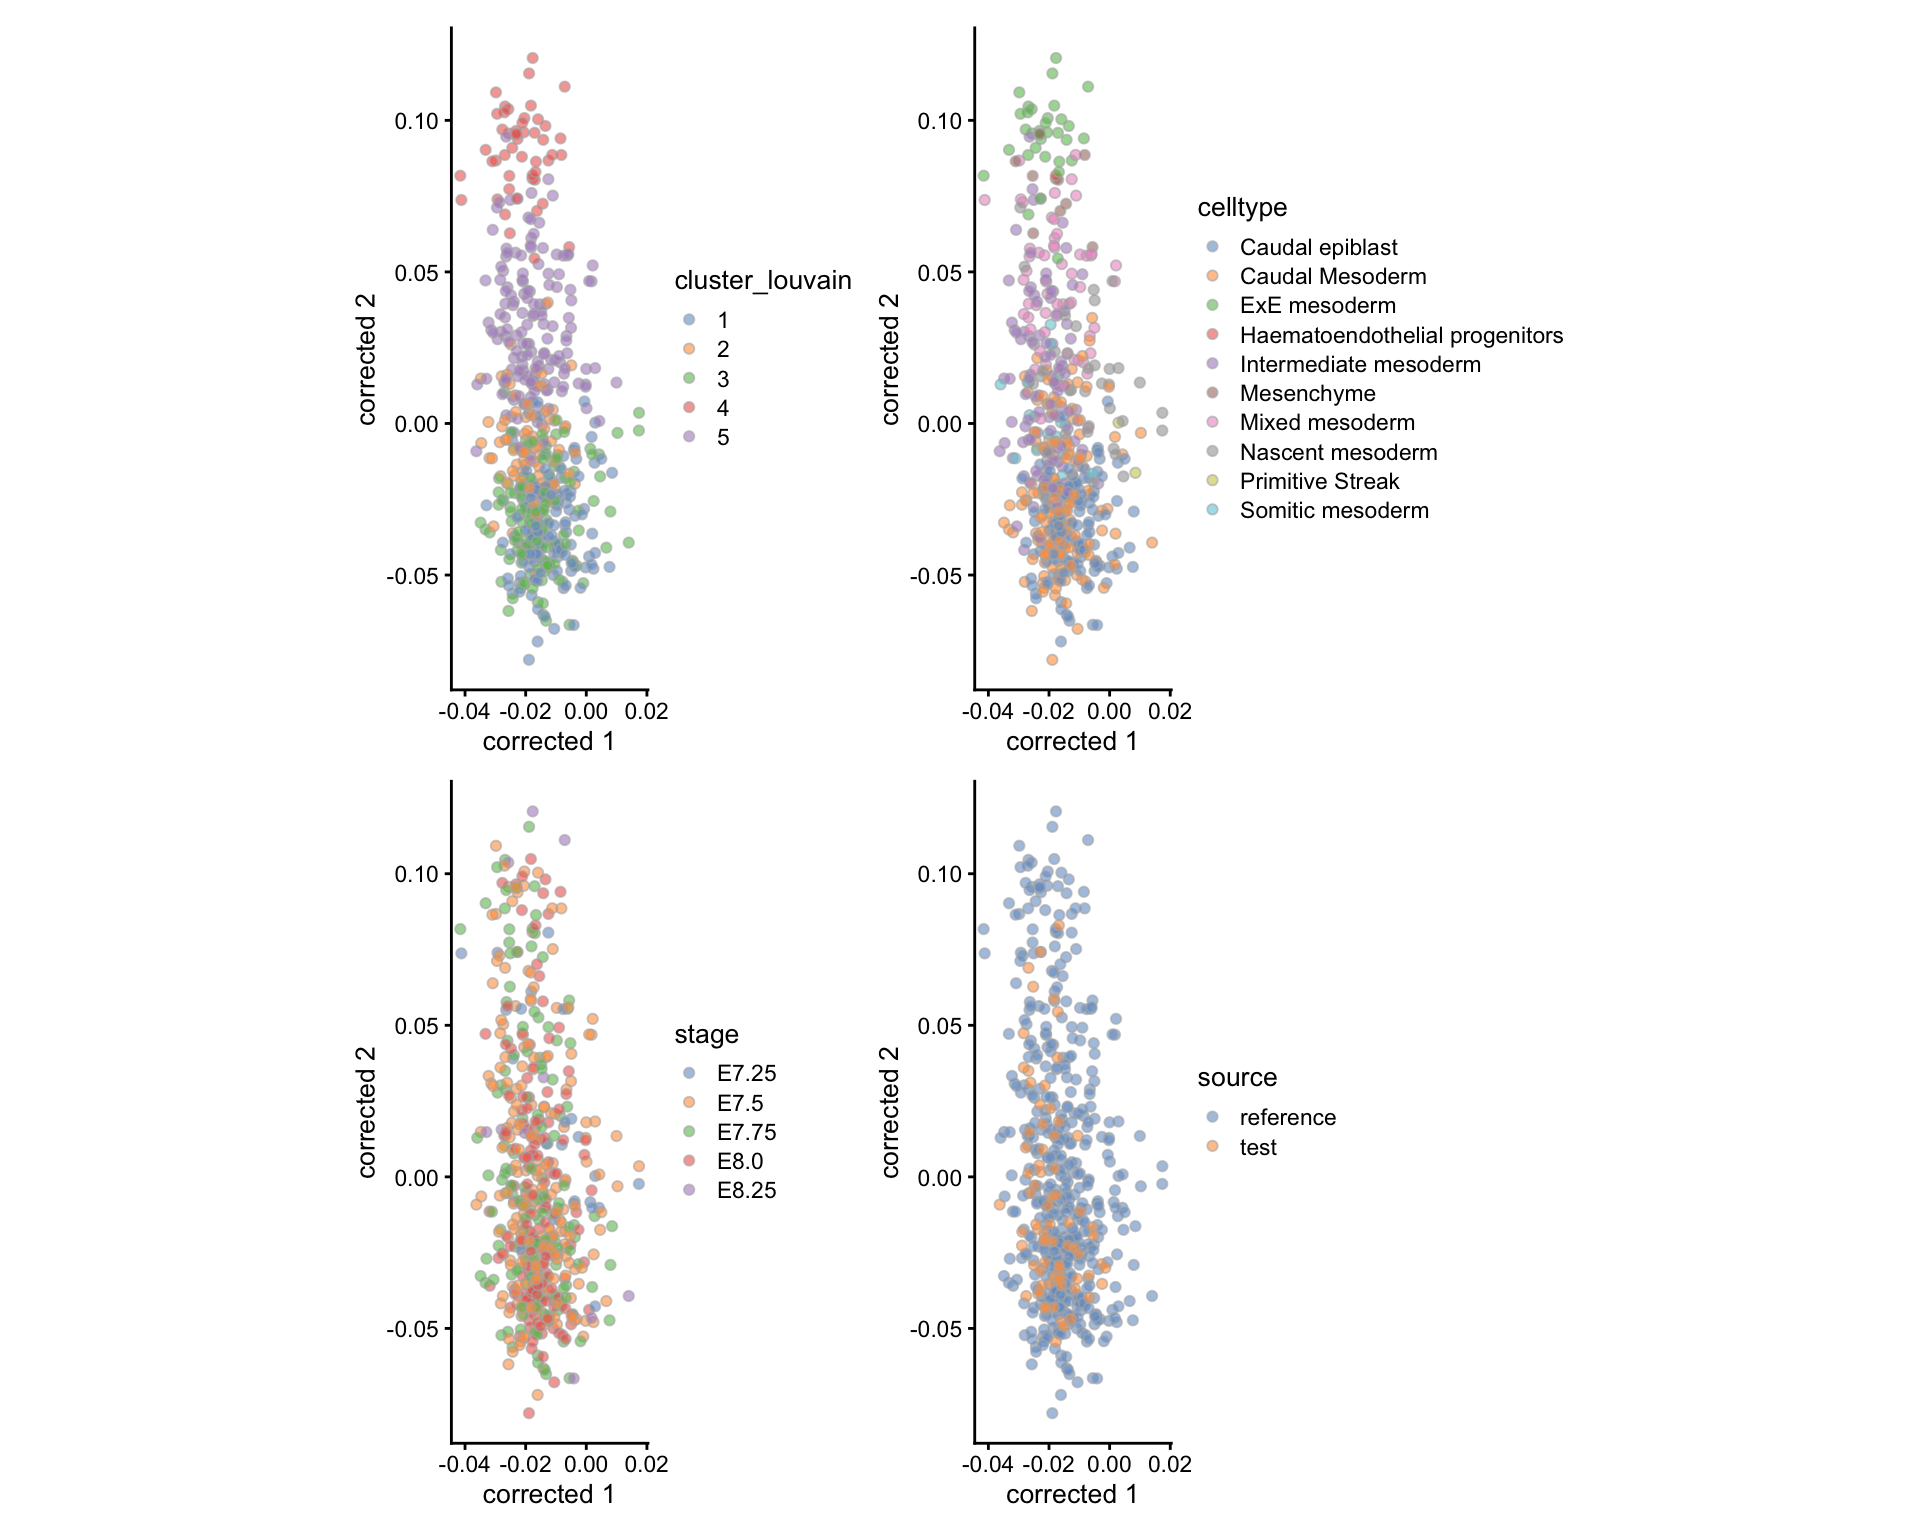 0.10
0.05
0.00
-0.05
corrected 2
-0.04 -0.02 0.00 0.02
corrected 1
cluster_louvain
1
2
3
4
5
0.10
0.05
0.00
-0.05
corrected 2
-0.04 -0.02 0.00 0.02
corrected 1
celltype
Caudal epiblast
Caudal Mesoderm
ExE mesoderm
Haematoendothelial progenitors
Intermediate mesoderm
Mesenchyme
Mixed mesoderm
Nascent mesoderm
Primitive Streak
Somitic mesoderm
0.10
0.05
0.00
-0.05
corrected 2
-0.04 -0.02 0.00 0.02
corrected 1
stage
E7.25
E7.5
E7.75
E8.0
E8.25
0.10
0.05
0.00
-0.05
corrected 2
-0.04 -0.02 0.00 0.02
corrected 1
source
reference
test